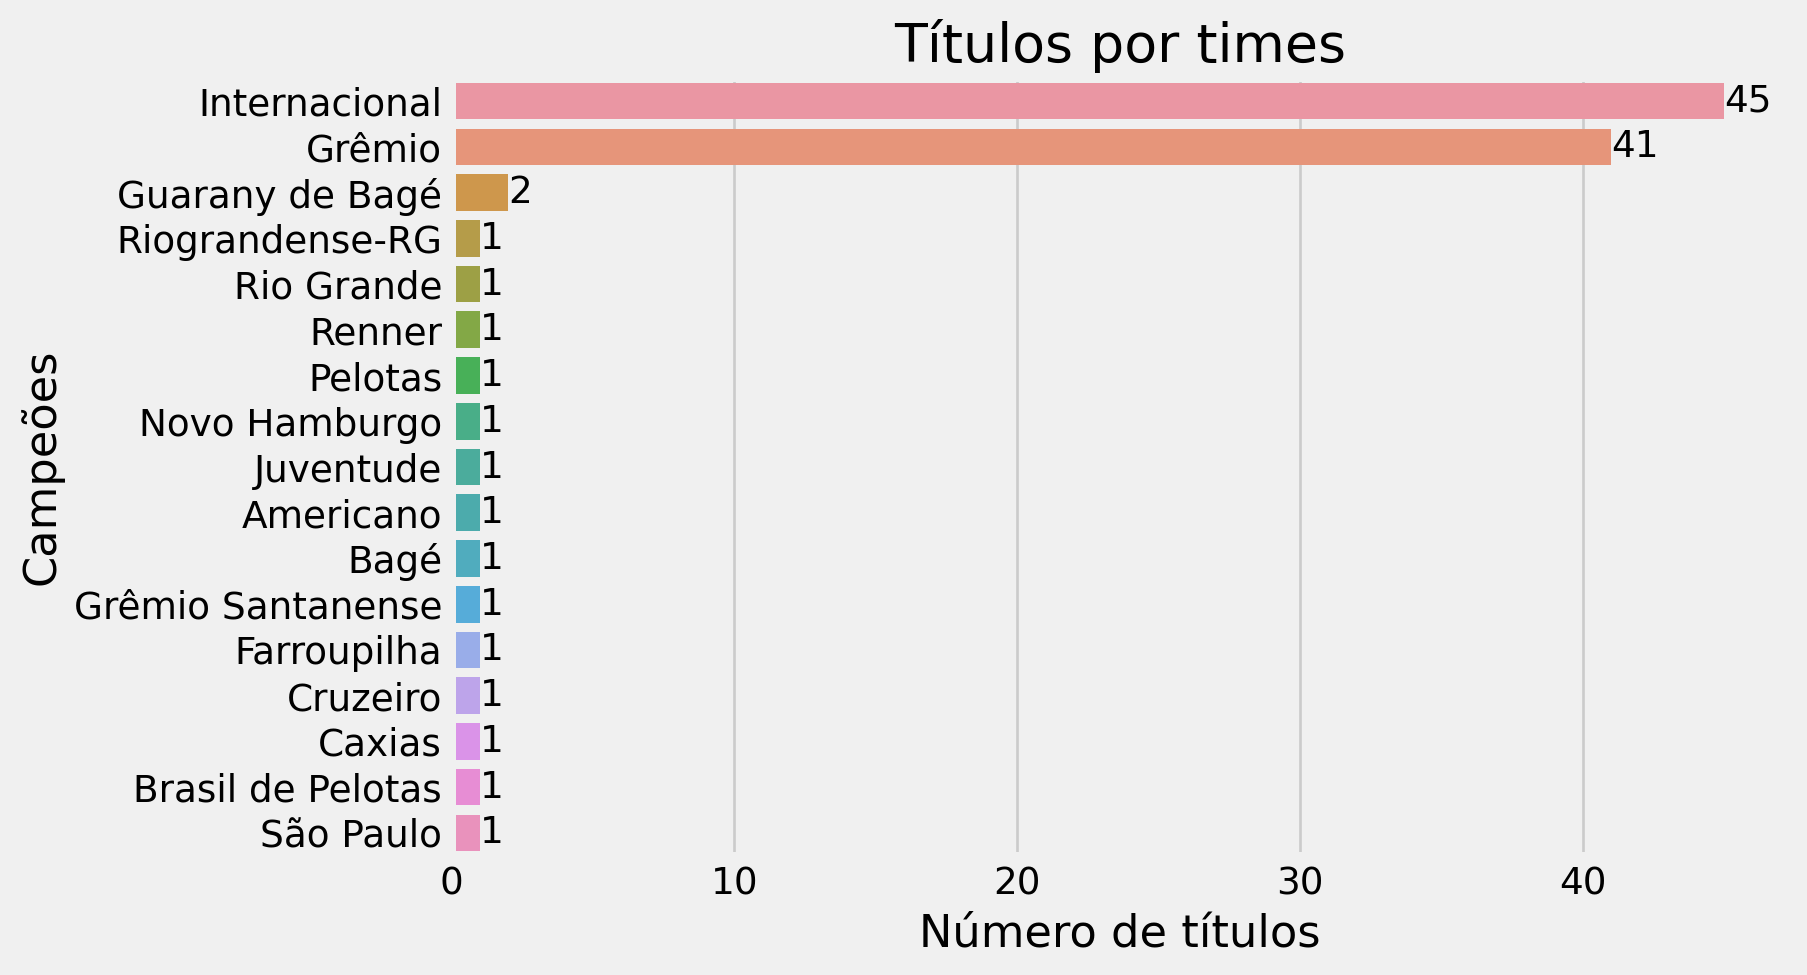 Títulos por times
Internacional 45
Grêmio 41
Guarany de Bagé 2
Riograndense-RG 1
Rio Grande 1
Renner 1
Pelotas 1
Novo Hamburgo 1
Juventude 1
Americano 1
Bagé 1
Grêmio Santanense 1
Farroupilha 1
Cruzeiro 1
Caxias 1
Brasil de Pelotas 1
São Paulo 1
Campeões
0 10 20 30 40
Número de títulos